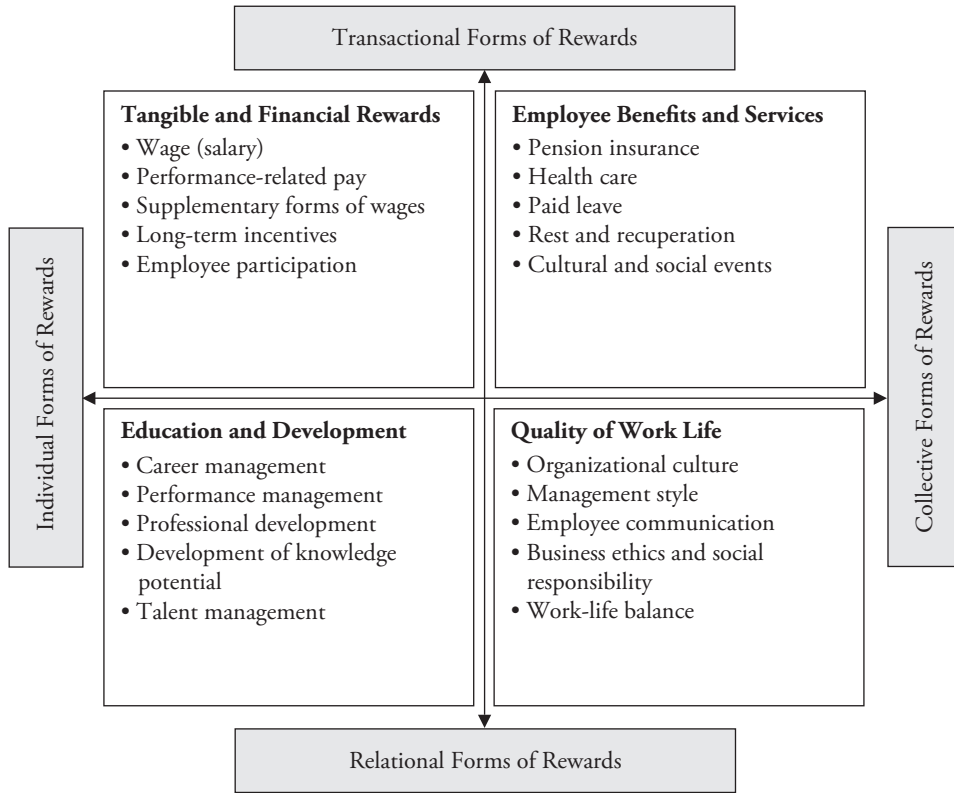 Transactional Forms of Rewards
Individual Forms of Rewards
Tangible and Financial Rewards
• Wage (salary)
• Performance-related pay
• Supplementary forms of wages
• Long-term incentives
• Employee participation
Employee Benefits and Services
• Pension insurance
• Health care
• Paid leave
• Rest and recuperation
• Cultural and social events
Collective Forms of Rewards
Education and Development
• Career management
• Performance management
• Professional development
• Development of knowledge
potential
• Talent management
Quality of Work Life
• Organizational culture
• Management style
• Employee communication
• Business ethics and social
responsibility
• Work-life balance
Relational Forms of Rewards